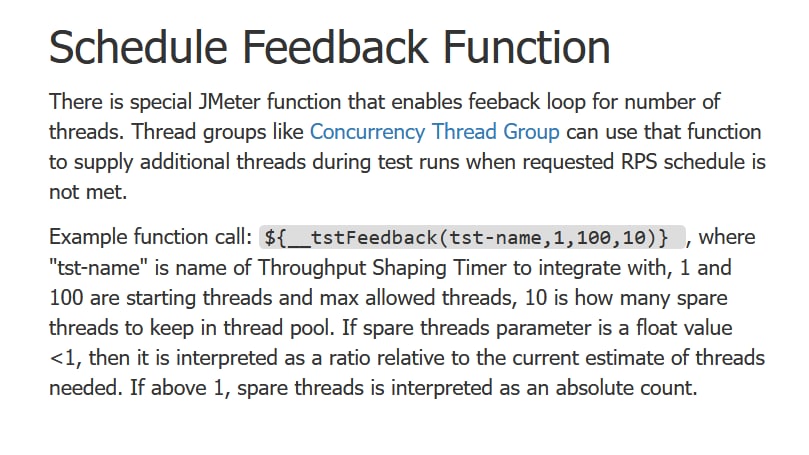 Schedule Feedback Function
There is special JMeter function that enables feeback loop for number of
threads. Thread groups like Concurrency Thread Group can use that function
to supply additional threads during test runs when requested RPS schedule is
not met.
Example function call: ${__tstFeedback(tst-name,1,100,10)} , where
"tst-name" is name of Throughput Shaping Timer to integrate with, 1 and
100 are starting threads and max allowed threads, 10 is how many spare
threads to keep in thread pool. If spare threads parameter is a float value
<1, then it is interpreted as a ratio relative to the current estimate of threads
needed. If above 1, spare threads is interpreted as an absolute count.